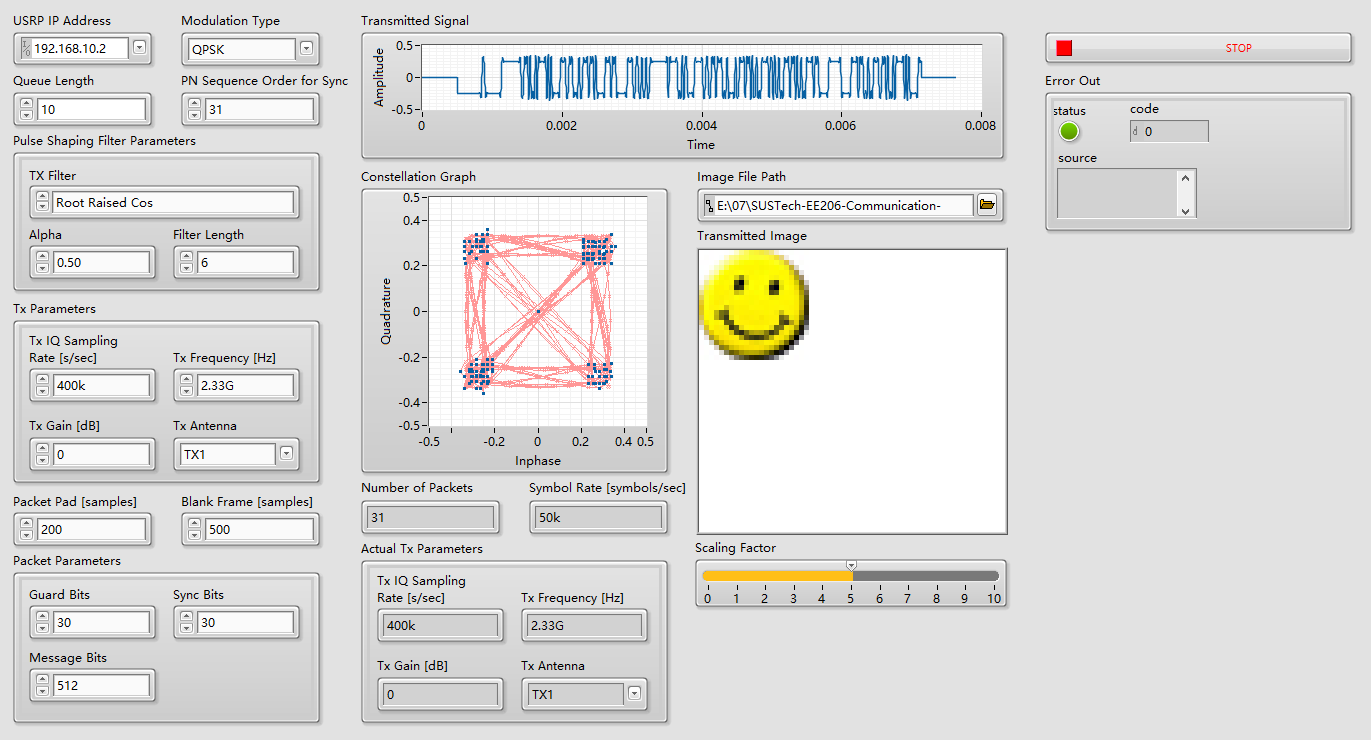 USRP IP Address
192.168.10.2
Modulation Type
QPSK
Queue Length
10
PN Sequence Order for Sync
31
Pulse Shaping Filter Parameters
TX Filter
Root Raised Cos
Alpha
0.50
Filter Length
6
Tx Parameters
Tx IQ Sampling
Rate [s/sec]
400k
Tx Frequency [Hz]
2.33G
Tx Gain [dB]
0
Tx Antenna
TX1
Packet Pad [samples]
200
Blank Frame [samples]
500
Packet Parameters
Guard Bits
30
Sync Bits
30
Message Bits
512
Transmitted Signal
Amplitude
0.5
0
-0.5
0 0.002 0.004 0.006 0.008
Time
Constellation Graph
Quadrature
0.5
0.4
0.2
0
-0.2
-0.4
-0.5
-0.5 -0.2 0 0.2 0.4 0.5
Inphase
Number of Packets
31
Symbol Rate [symbols/sec]
50k
Actual Tx Parameters
Tx IQ Sampling
Rate [s/sec]
400k
Tx Frequency [Hz]
2.33G
Tx Gain [dB]
0
Tx Antenna
TX1
Image File Path
E:\07\SUSTech-EE206-Communication-
Transmitted Image
Scaling Factor
0 1 2 3 4 5 6 7 8 9 10
STOP
Error Out
status
code
d 0
source